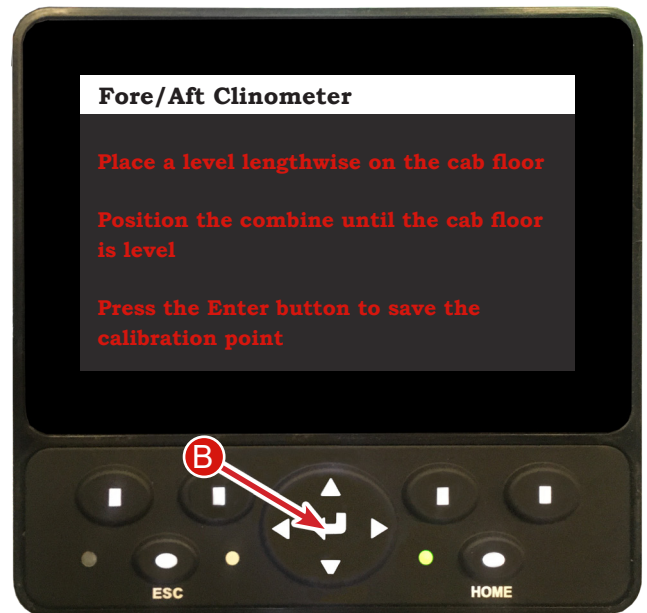 Fore/Aft Clinometer
Place a level lengthwise on the cab floor
Position the combine until the cab floor
is level
Press the Enter button to save the
calibration point
B
ESC
HOME